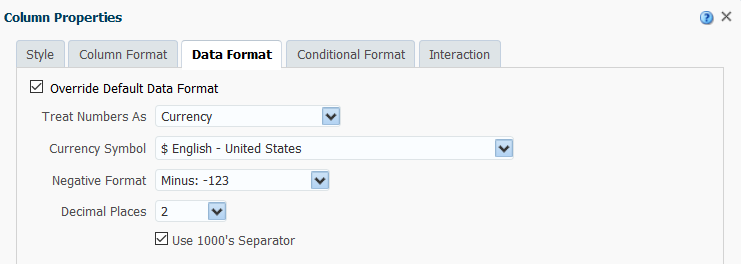 Column Properties
Style Column Format Data Format Conditional Format Interaction
Override Default Data Format
Treat Numbers As Currency
Currency Symbol $ English - United States
Negative Format Minus: -123
Decimal Places 2
Use 1000's Separator